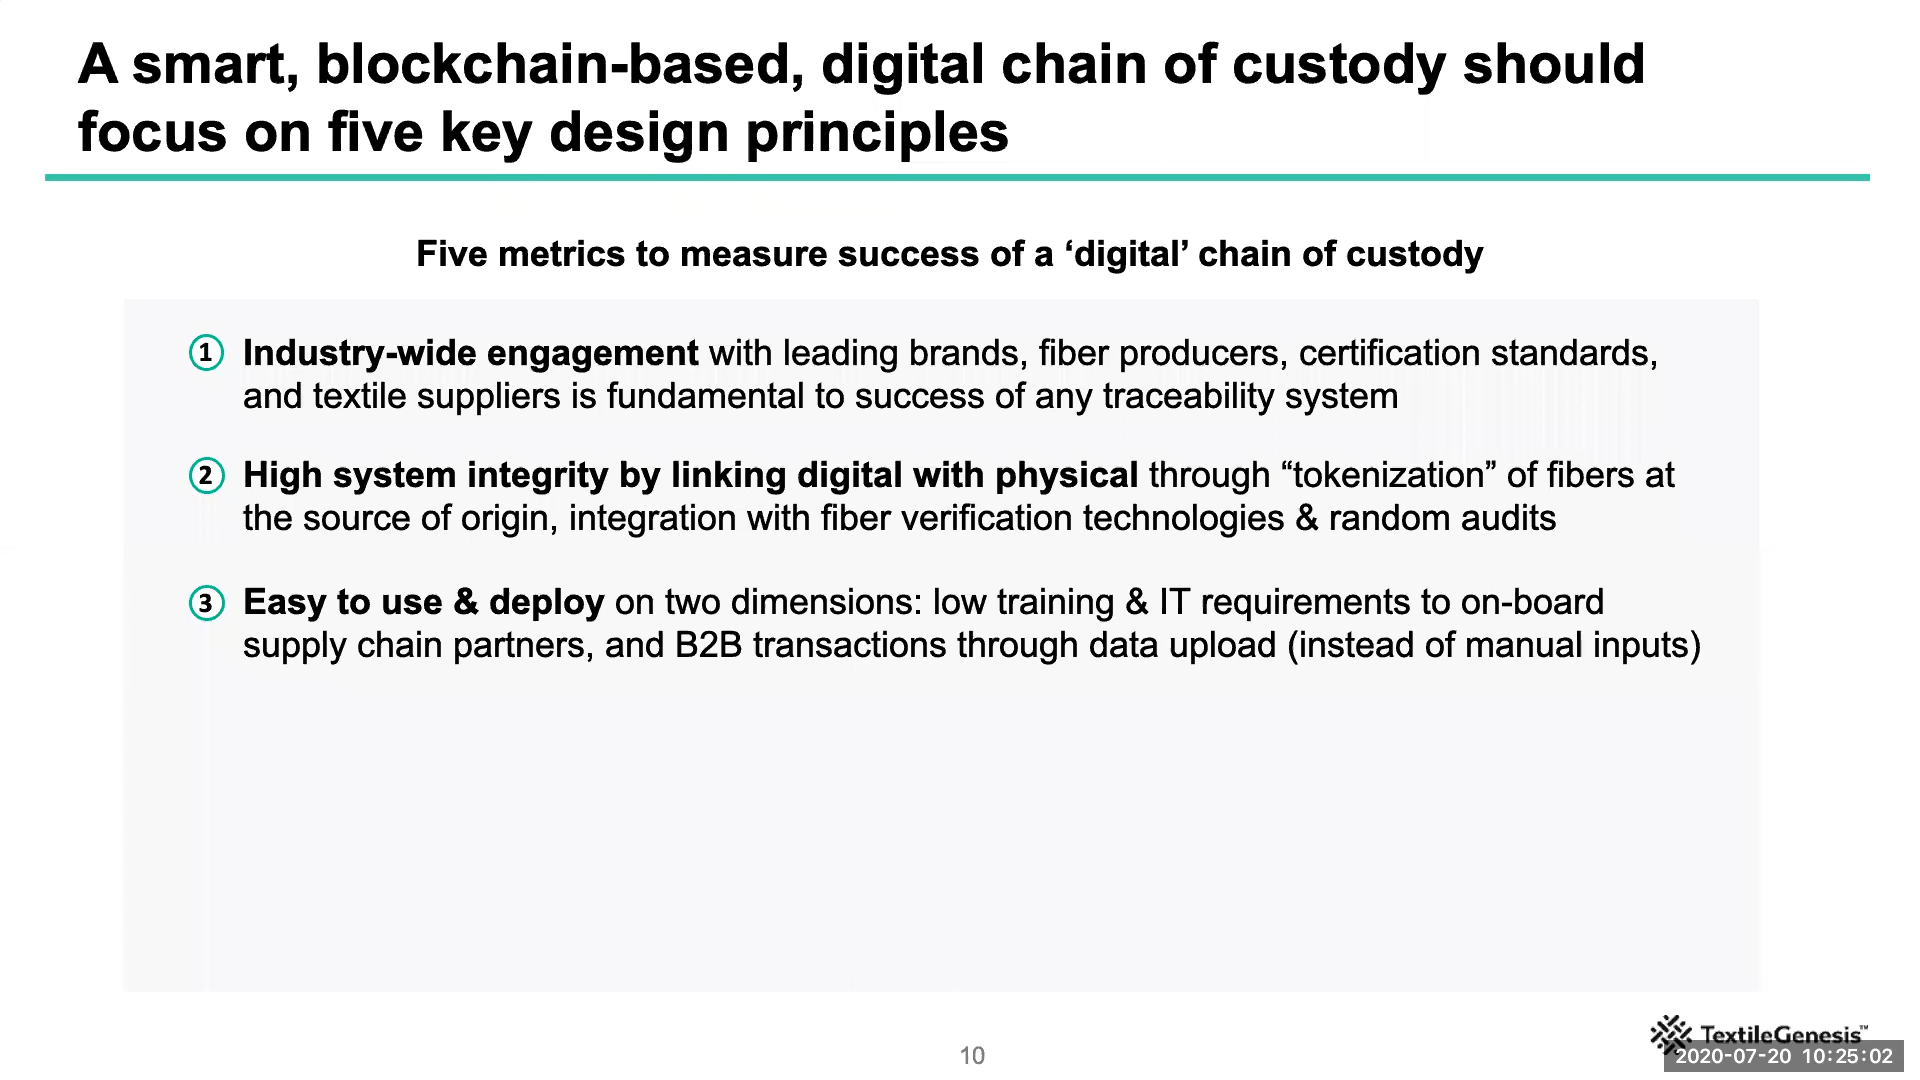 A smart, blockchain-based, digital chain of custody should
focus on five key design principles
Five metrics to measure success of a ‘digital’ chain of custody
1 Industry-wide engagement with leading brands, fiber producers, certification standards,
and textile suppliers is fundamental to success of any traceability system
2 High system integrity by linking digital with physical through “tokenization” of fibers at
the source of origin, integration with fiber verification technologies & random audits
3 Easy to use & deploy on two dimensions: low training & IT requirements to on-board
supply chain partners, and B2B transactions through data upload (instead of manual inputs)
TextileGenesis™
10
2020-07-20 10:25:02